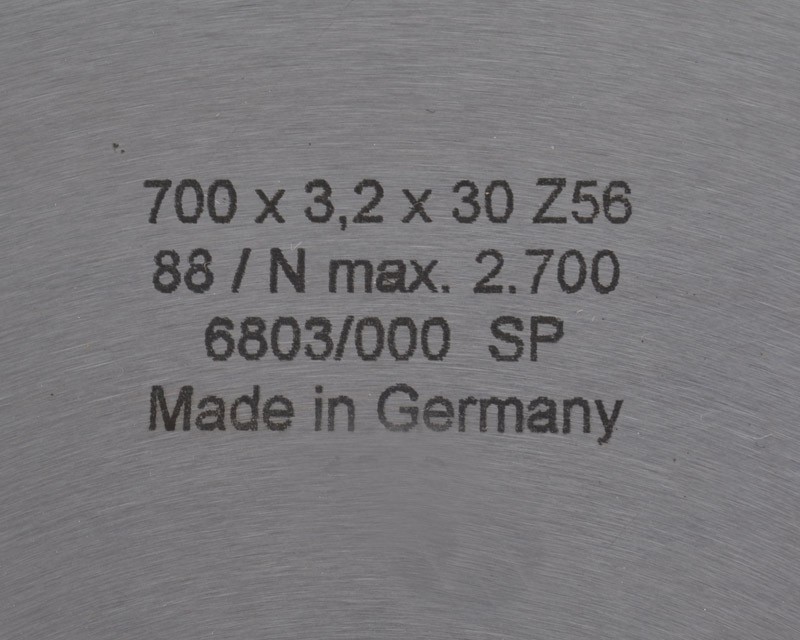 700 x 3,2 x 30 Z56
88 / N max. 2.700
6803/000 SP
Made in Germany